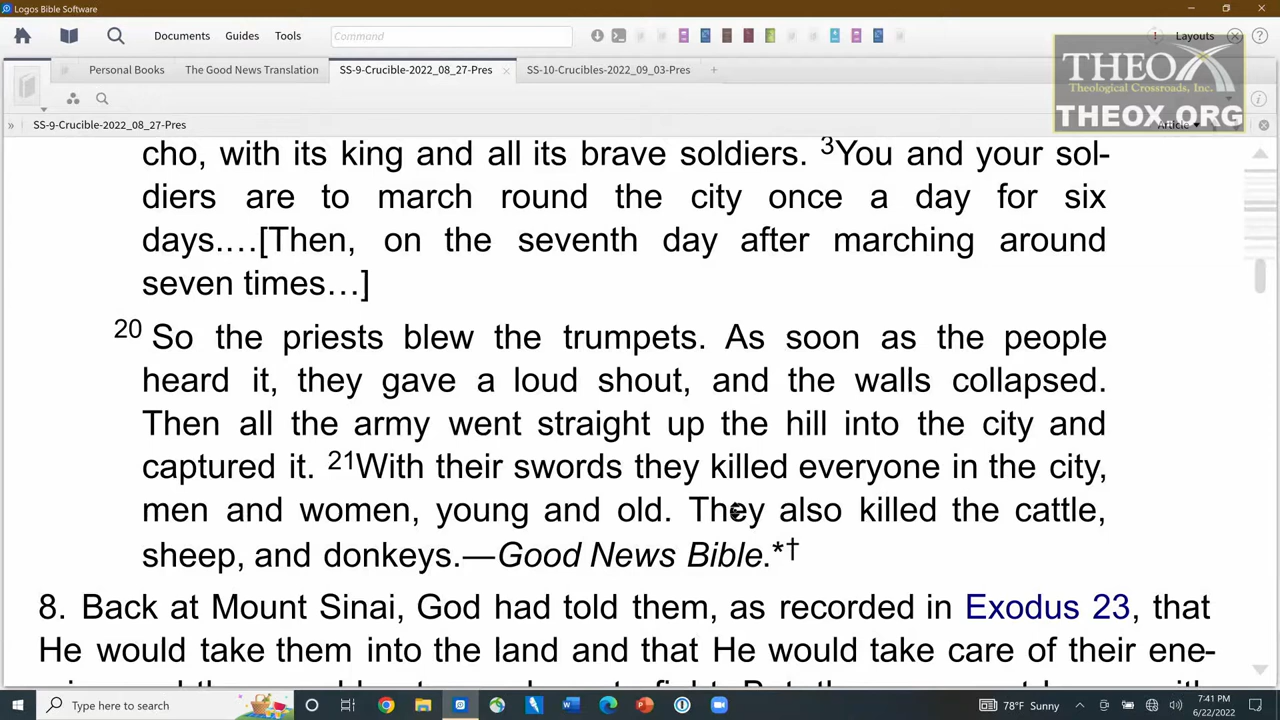 Logos Bible Software
Documents Guides Tools Command Layouts
Personal Books The Good News Translation SS-9-Crucible-2022_08_27-Pres SS-10-Crucibles-2022_09_03-Pres
THEOX
Theological Crossroads, Inc.
THEOX.ORG
SS-9-Crucible-2022_08_27-Pres Article
cho, with its king and all its brave soldiers. 3You and your sol-
diers are to march round the city once a day for six
days.…[Then, on the seventh day after marching around
seven times…]
20 So the priests blew the trumpets. As soon as the people
heard it, they gave a loud shout, and the walls collapsed.
Then all the army went straight up the hill into the city and
captured it. 21With their swords they killed everyone in the city,
men and women, young and old. They also killed the cattle,
sheep, and donkeys.—Good News Bible.*†
8. Back at Mount Sinai, God had told them, as recorded in Exodus 23, that
He would take them into the land and that He would take care of their ene-
Type here to search
78°F Sunny
7:41 PM
6/22/2022